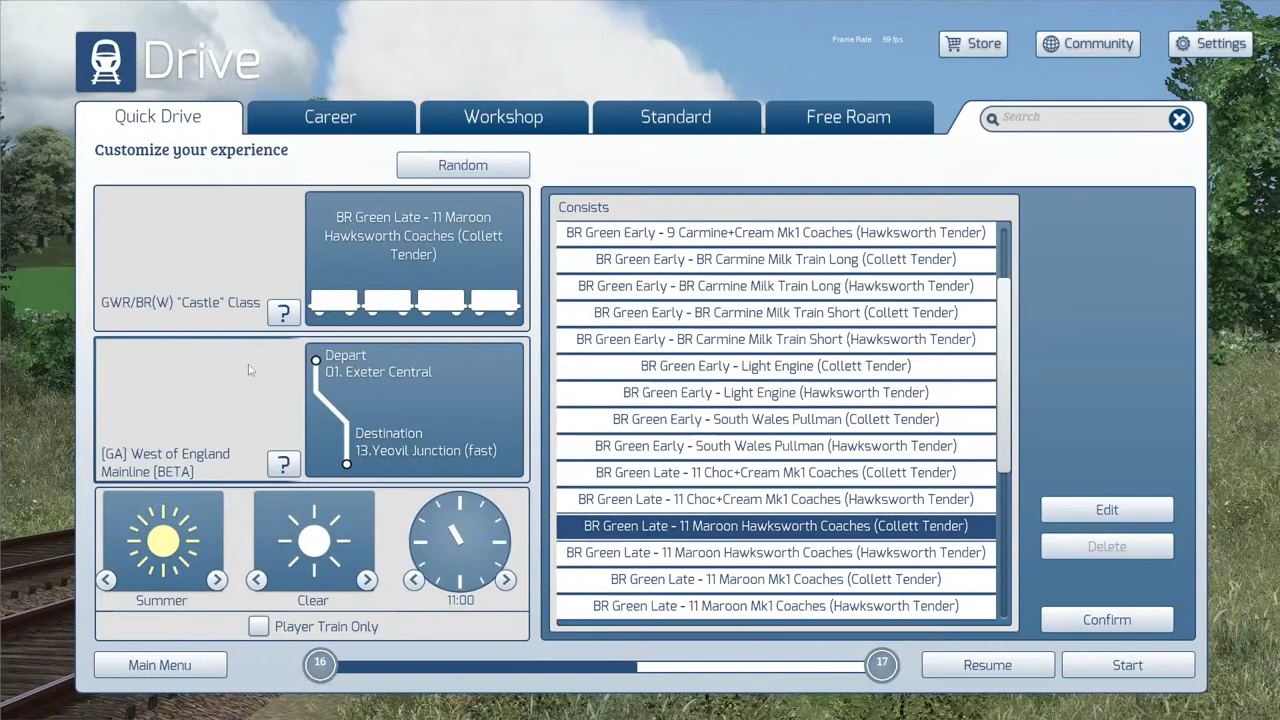 Drive
Frame Rate 59 fps
Store
Community
Settings
Quick Drive
Career
Workshop
Standard
Free Roam
Search
Customize your experience
Random
BR Green Late - 11 Maroon
Hawksworth Coaches (Collett
Tender)
GWR/BR(W) "Castle" Class
?
Depart
01. Exeter Central
Destination
13.Yeovil Junction (fast)
[GA] West of England
Mainline [BETA]
?
Summer
Clear
11:00
Player Train Only
Consists
BR Green Early - 9 Carmine+Cream Mk1 Coaches (Hawksworth Tender)
BR Green Early - BR Carmine Milk Train Long (Collett Tender)
BR Green Early - BR Carmine Milk Train Long (Hawksworth Tender)
BR Green Early - BR Carmine Milk Train Short (Collett Tender)
BR Green Early - BR Carmine Milk Train Short (Hawksworth Tender)
BR Green Early - Light Engine (Collett Tender)
BR Green Early - Light Engine (Hawksworth Tender)
BR Green Early - South Wales Pullman (Collett Tender)
BR Green Early - South Wales Pullman (Hawksworth Tender)
BR Green Late - 11 Choc+Cream Mk1 Coaches (Collett Tender)
BR Green Late - 11 Choc+Cream Mk1 Coaches (Hawksworth Tender)
BR Green Late - 11 Maroon Hawksworth Coaches (Collett Tender)
BR Green Late - 11 Maroon Hawksworth Coaches (Hawksworth Tender)
BR Green Late - 11 Maroon Mk1 Coaches (Collett Tender)
BR Green Late - 11 Maroon Mk1 Coaches (Hawksworth Tender)
Edit
Delete
Confirm
Main Menu
16
17
Resume
Start